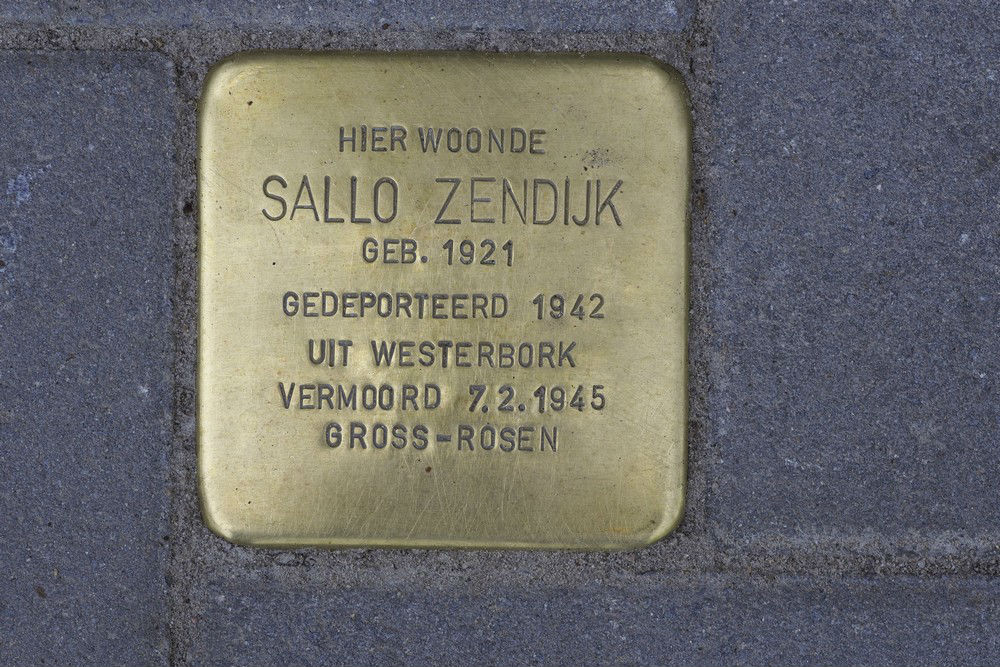 HIER WOONDE
SALLO ZENDIJK
GEB. 1921
GEDEPORTEERD 1942
UIT WESTERBORK
VERMOORD 7.2.1945
GROSS-ROSEN